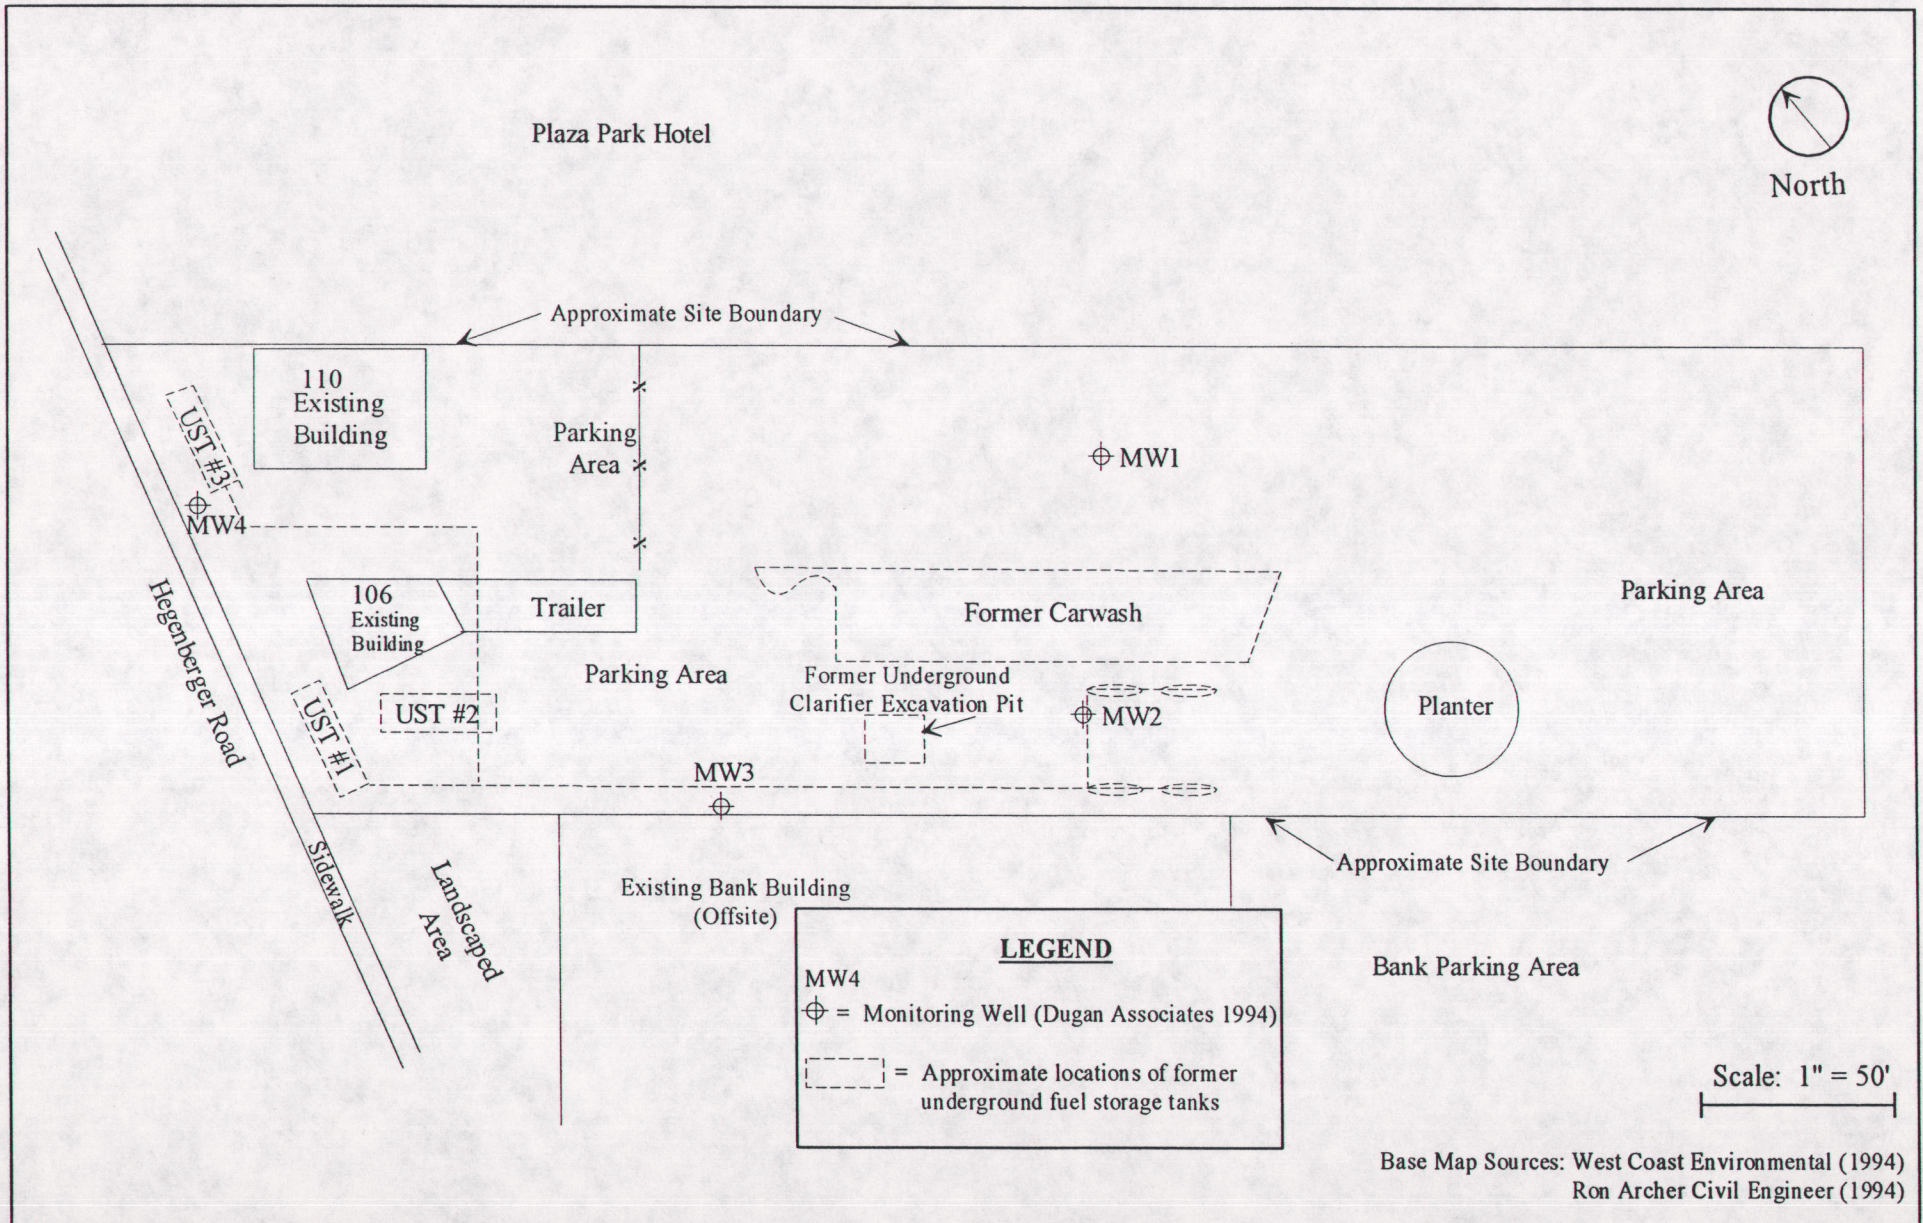 Plaza Park Hotel
North
Approximate Site Boundary
110
Existing
Building
Parking
Area
UST #3
MW1
MW4
Hegenberger Road
106
Existing
Building
Trailer
Former Carwash
Parking Area
Parking Area
Former Underground
Clarifier Excavation Pit
UST #1
UST #2
MW2
Planter
MW3
Sidewalk
Landscaped
Area
Approximate Site Boundary
Existing Bank Building
(Offsite)
LEGEND
MW4
= Monitoring Well (Dugan Associates 1994)
= Approximate locations of former
underground fuel storage tanks
Bank Parking Area
Scale: 1" = 50'
Base Map Sources: West Coast Environmental (1994)
Ron Archer Civil Engineer (1994)